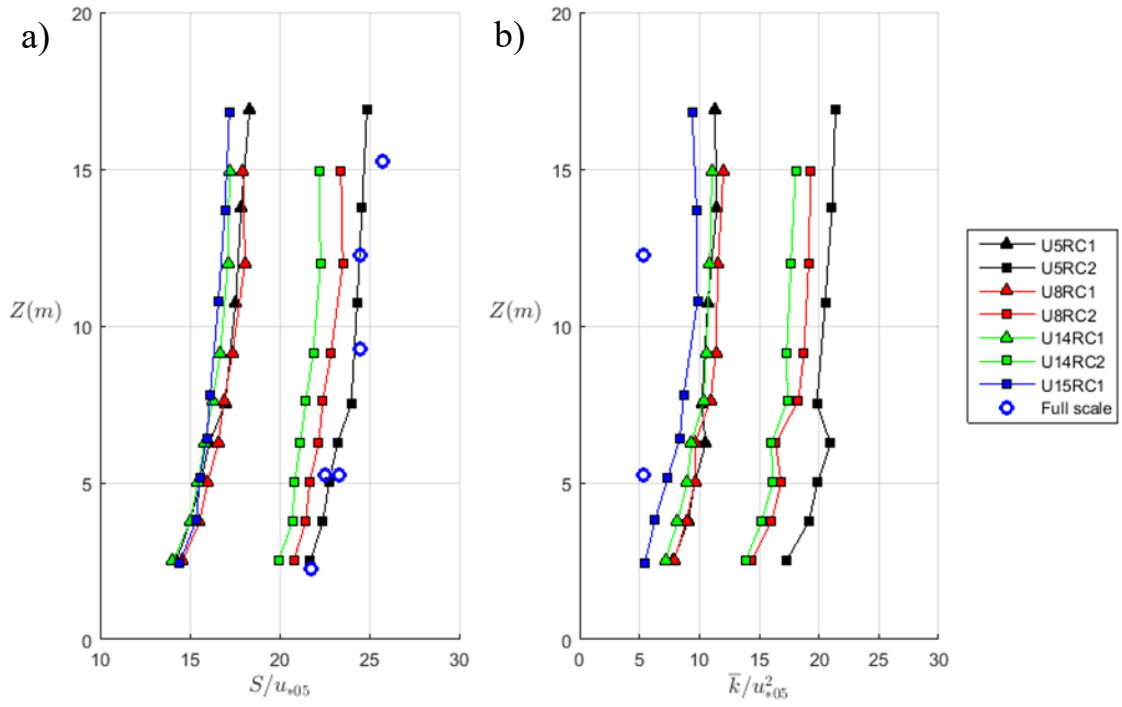 a)
20
15
Z(m)
10
5
0
10 15 20 25 30
S/u*05
b)
20
15
Z(m)
10
5
0
0 5 10 15 20 25 30
k̅/u²*05
U5RC1
U5RC2
U8RC1
U8RC2
U14RC1
U14RC2
U15RC1
Full scale